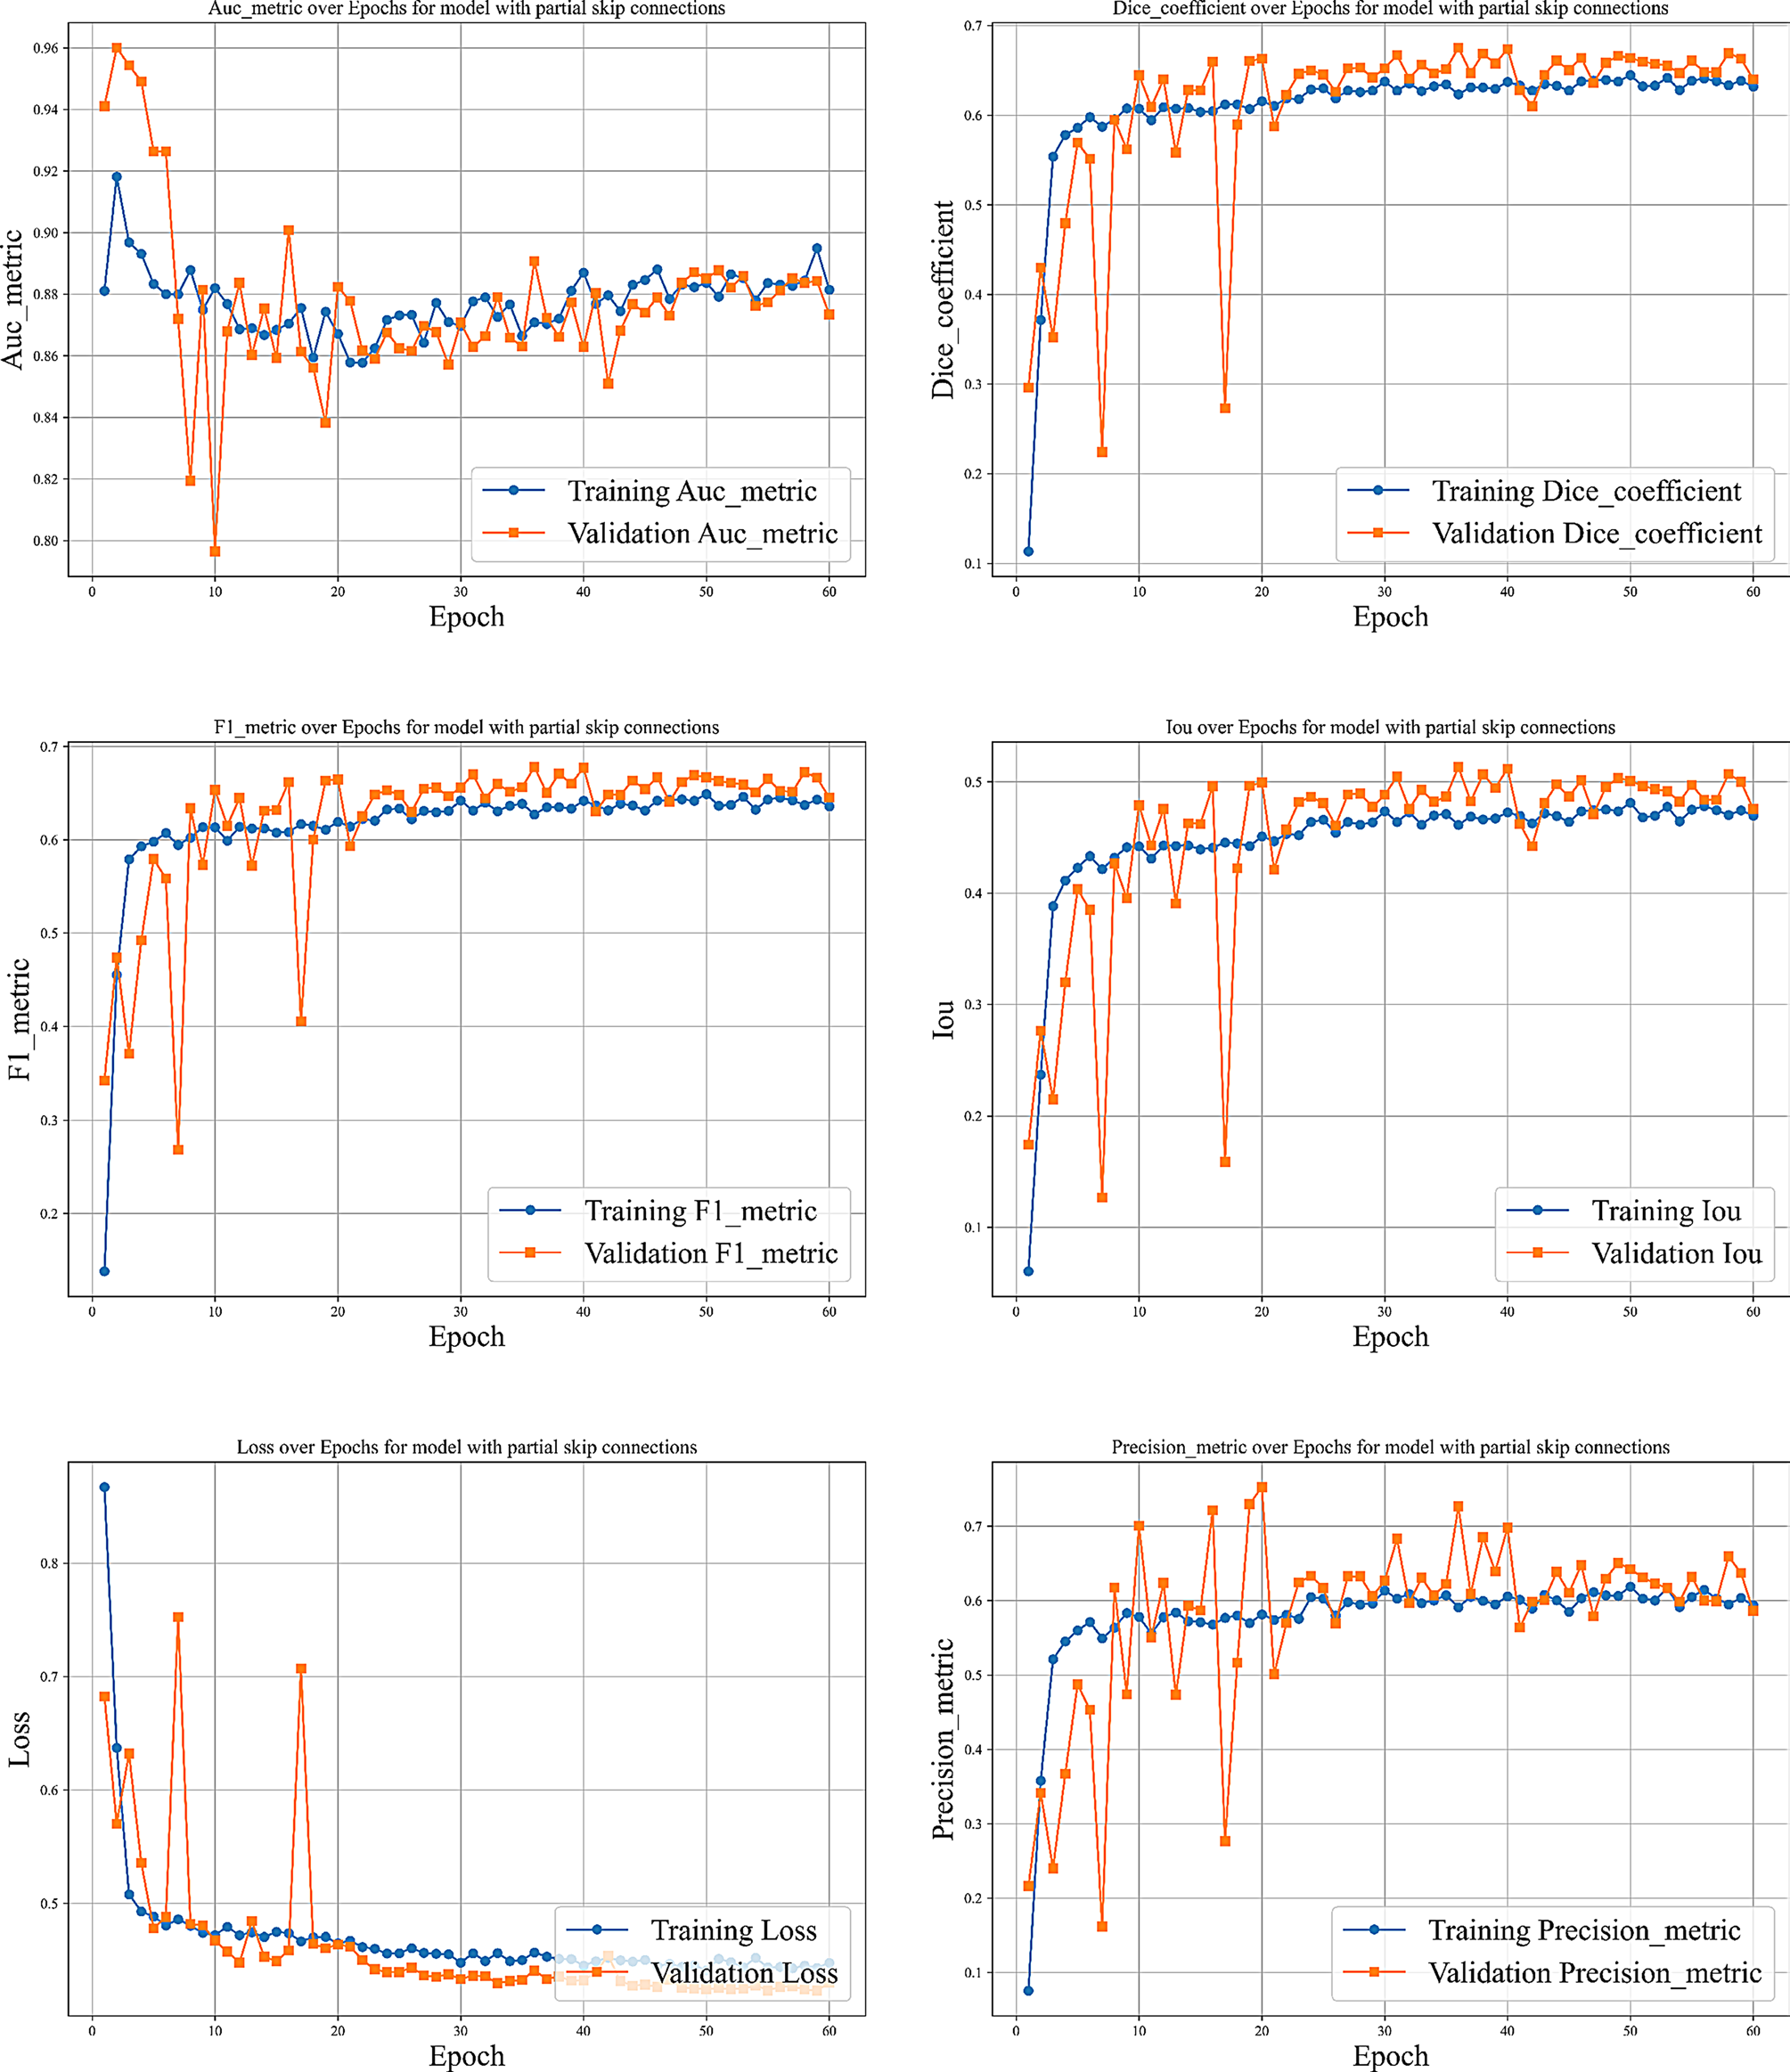 Auc_metric over Epochs for model with partial skip connections
0.96
0.94
0.92
0.90
0.88
0.86
0.84
0.82
0.80
Auc_metric
Training Auc_metric
Validation Auc_metric
0 10 20 30 40 50 60
Epoch
Dice_coefficient over Epochs for model with partial skip connections
0.7
0.6
0.5
0.4
0.3
0.2
0.1
Dice_coefficient
Training Dice_coefficient
Validation Dice_coefficient
0 10 20 30 40 50 60
Epoch
F1_metric over Epochs for model with partial skip connections
0.7
0.6
0.5
0.4
0.3
0.2
F1_metric
Training F1_metric
Validation F1_metric
0 10 20 30 40 50 60
Epoch
Iou over Epochs for model with partial skip connections
0.5
0.4
0.3
0.2
0.1
Iou
Training Iou
Validation Iou
0 10 20 30 40 50 60
Epoch
Loss over Epochs for model with partial skip connections
0.8
0.7
0.6
0.5
Loss
Training Loss
Validation Loss
0 10 20 30 40 50 60
Epoch
Precision_metric over Epochs for model with partial skip connections
0.7
0.6
0.5
0.4
0.3
0.2
0.1
Precision_metric
Training Precision_metric
Validation Precision_metric
0 10 20 30 40 50 60
Epoch